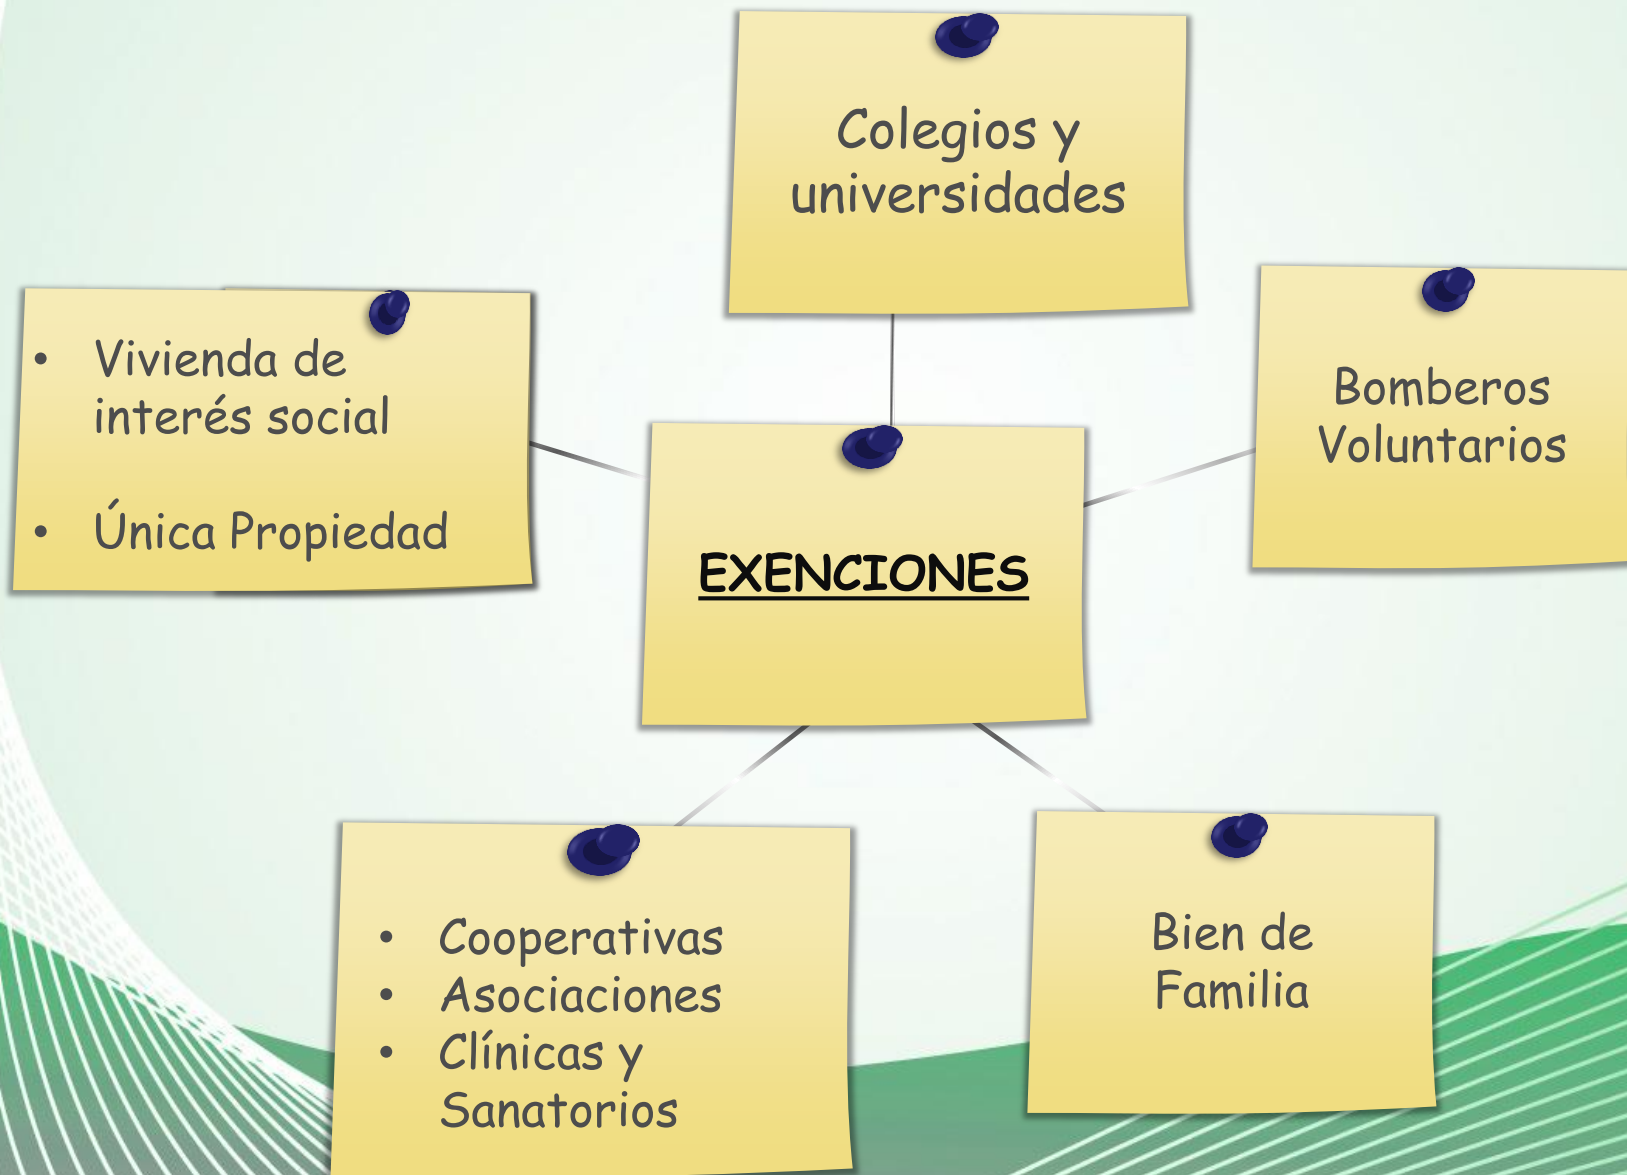 Colegios y
universidades
• Vivienda de
interés social
• Única Propiedad
Bomberos
Voluntarios
EXENCIONES
• Cooperativas
• Asociaciones
• Clínicas y
Sanatorios
Bien de
Familia